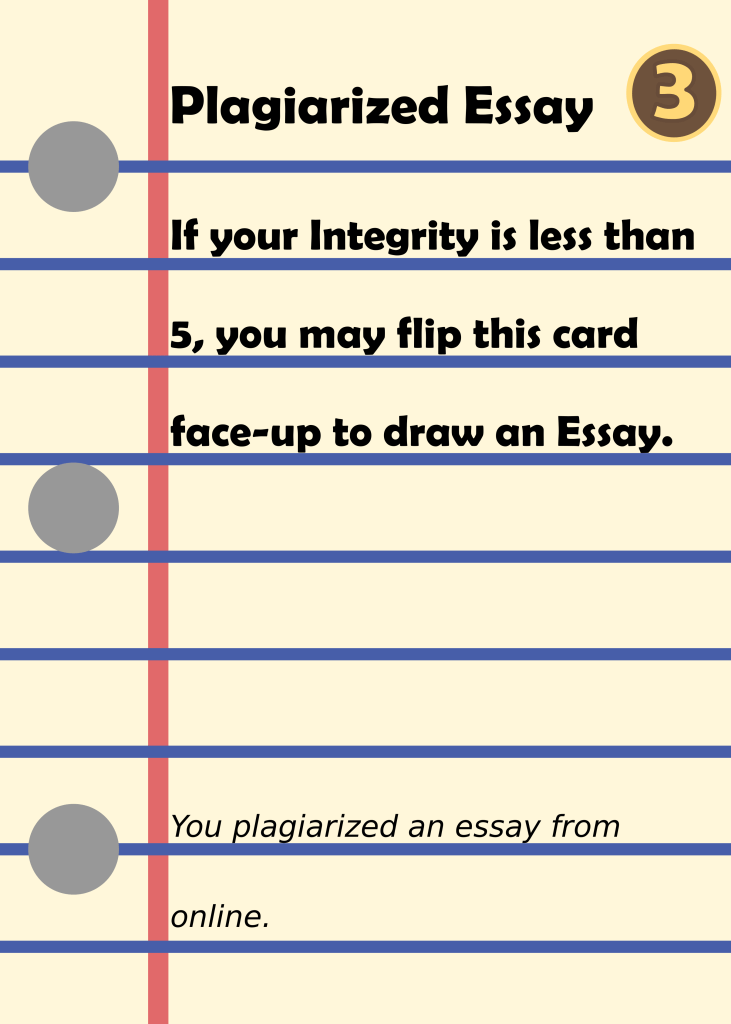 Plagiarized Essay
3
If your Integrity is less than
5, you may flip this card
face-up to draw an Essay.
You plagiarized an essay from
online.